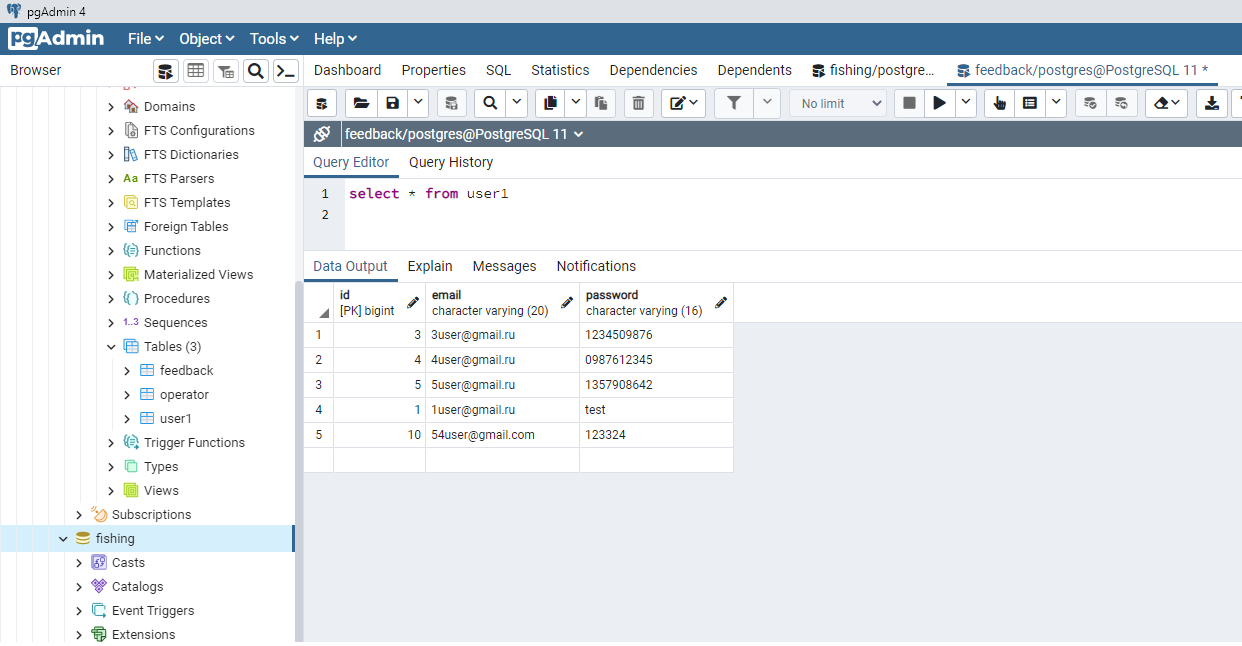 pgAdmin 4
pgAdmin File Object Tools Help
Browser
Dashboard Properties SQL Statistics Dependencies Dependents fishing/postgre... feedback/postgres@PostgreSQL 11 *
No limit
feedback/postgres@PostgreSQL 11
Query Editor Query History
1 select * from user1
2
Data Output Explain Messages Notifications
id email password
[PK] bigint character varying (20) character varying (16)
1 3 3user@gmail.ru 1234509876
2 4 4user@gmail.ru 0987612345
3 5 5user@gmail.ru 1357908642
4 1 1user@gmail.ru test
5 10 54user@gmail.com 123324
Domains
FTS Configurations
FTS Dictionaries
Aa FTS Parsers
FTS Templates
Foreign Tables
Functions
Materialized Views
Procedures
1..3 Sequences
Tables (3)
feedback
operator
user1
Trigger Functions
Types
Views
Subscriptions
fishing
Casts
Catalogs
Event Triggers
Extensions